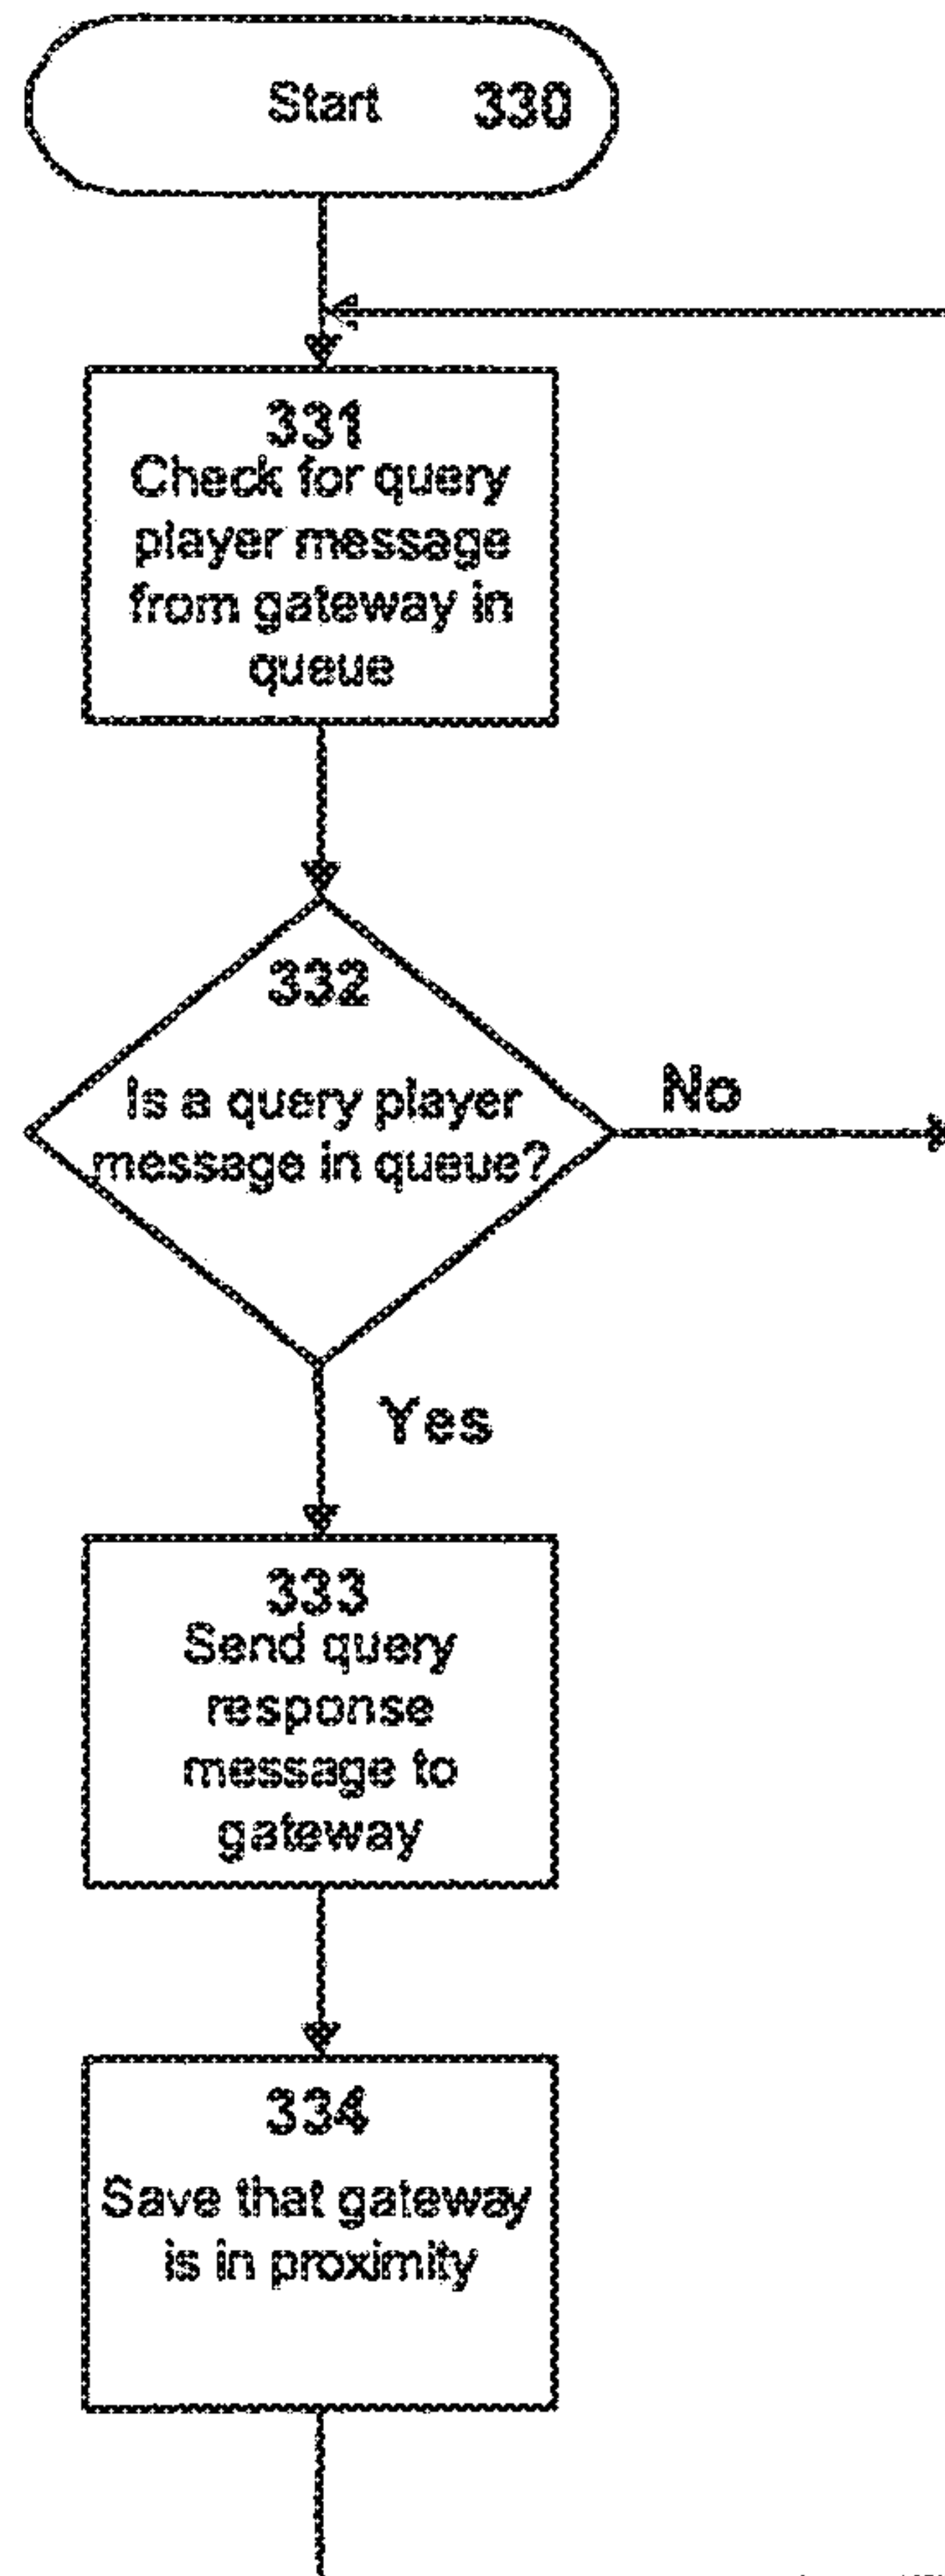 Start 330
331
Check for query
player message
from gateway in
queue
332
Is a query player
message in queue?
No
Yes
333
Send query
response
message to
gateway
334
Save that gateway
is in proximity